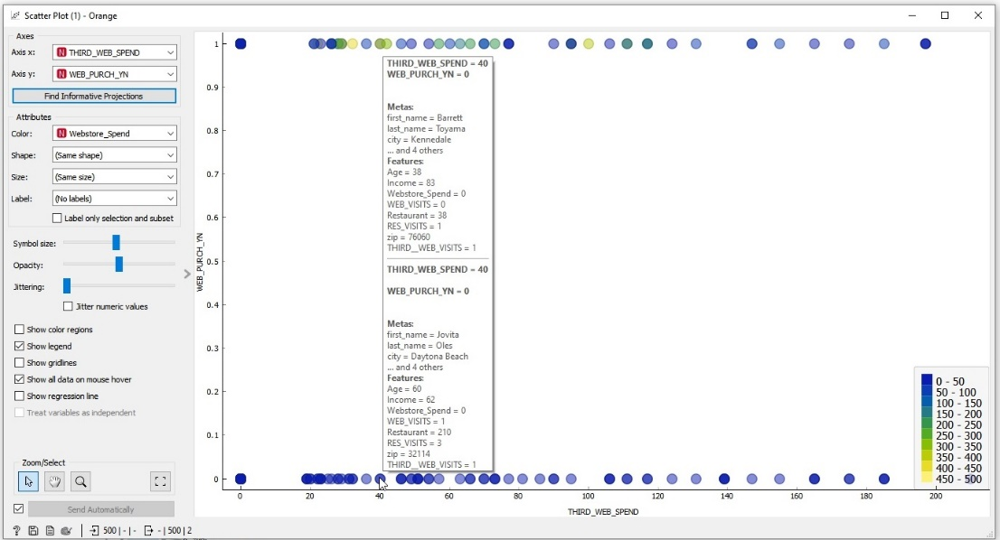 Scatter Plot (1) - Orange
Axes
Axis x: N THIRD_WEB_SPEND
Axis y: N WEB_PURCH_YN
Find Informative Projections
Attributes
Color: N Webstore_Spend
Shape: (Same shape)
Size: (Same size)
Label: (No labels)
Label only selection and subset
Symbol size:
Opacity:
Jittering:
Jitter numeric values
Show color regions
Show legend
Show gridlines
Show all data on mouse hover
Show regression line
Treat variables as independent
Zoom/Select
Send Automatically
? 500 | - | - - | 500 | 2
WEB_PURCH_YN
1
0.9
0.8
0.7
0.6
0.5
0.4
0.3
0.2
0.1
0
0 20 40 60 80 100 120 140 160 180 200
THIRD_WEB_SPEND
THIRD_WEB_SPEND = 40
WEB_PURCH_YN = 0
Metas:
first_name = Barrett
last_name = Toyama
city = Kennedale
... and 4 others
Features:
Age = 38
Income = 83
Webstore_Spend = 0
WEB_VISITS = 0
Restaurant = 38
RES_VISITS = 1
zip = 76060
THIRD__WEB_VISITS = 1
THIRD_WEB_SPEND = 40
WEB_PURCH_YN = 0
Metas:
first_name = Jovita
last_name = Oles
city = Daytona Beach
... and 4 others
Features:
Age = 60
Income = 62
Webstore_Spend = 0
WEB_VISITS = 1
Restaurant = 210
RES_VISITS = 3
zip = 32114
THIRD__WEB_VISITS = 1
0 - 50
50 - 100
100 - 150
150 - 200
200 - 250
250 - 300
300 - 350
350 - 400
400 - 450
450 - 500